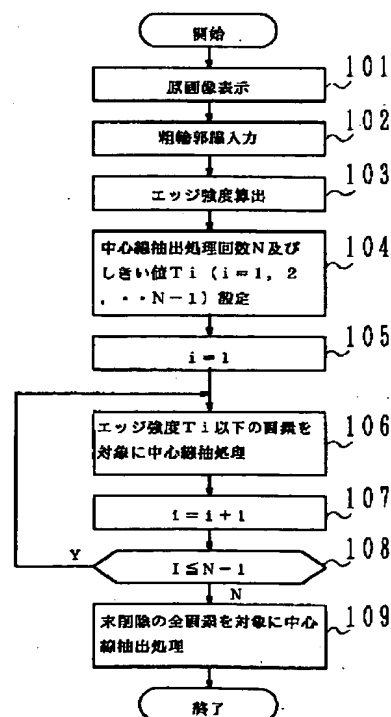 開始
101
原画像表示
102
粗輪郭線入力
103
エッジ強度算出
104
中心線抽出処理回数N及び
しきい値Ti (i=1, 2
,・・N-1) 設定
105
i=1
106
エッジ強度Ti以下の画素を
対象に中心線抽処理
107
i=i+1
108
I≦N-1
Y
N
109
末削除の全画素を対象に中心
線抽出処理
終了